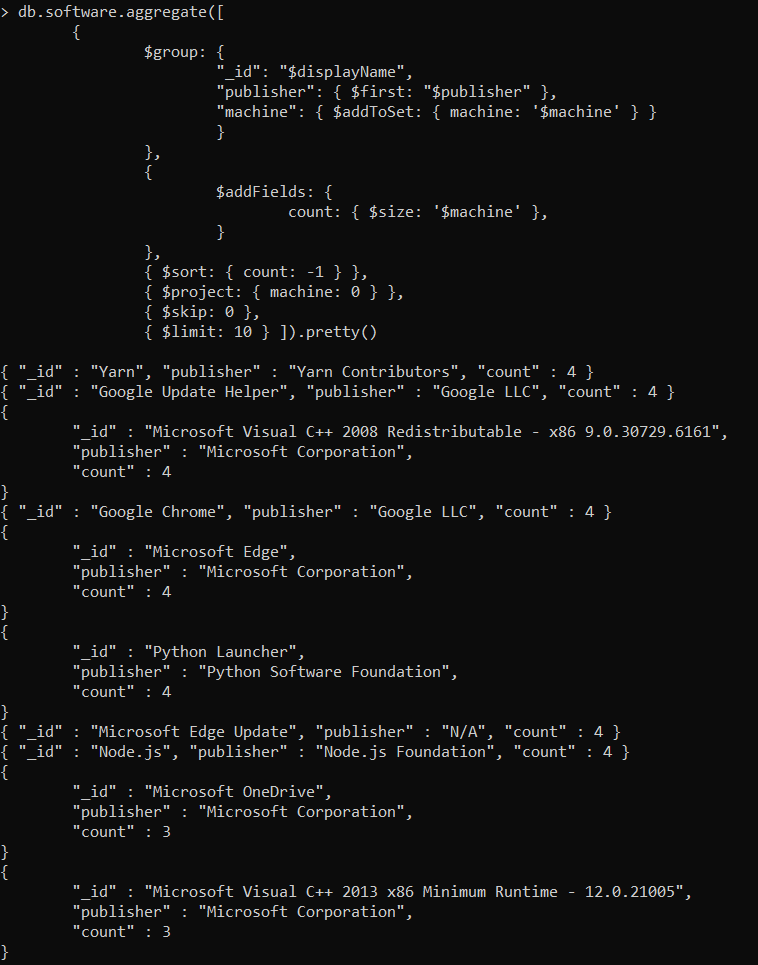 > db.software.aggregate([
{
$group: {
"_id": "$displayName",
"publisher": { $first: "$publisher" },
"machine": { $addToSet: { machine: '$machine' } }
}
},
{
$addFields: {
count: { $size: '$machine' },
}
},
{ $sort: { count: -1 } },
{ $project: { machine: 0 } },
{ $skip: 0 },
{ $limit: 10 } ]).pretty()
{ "_id" : "Yarn", "publisher" : "Yarn Contributors", "count" : 4 }
{ "_id" : "Google Update Helper", "publisher" : "Google LLC", "count" : 4 }
{
"_id" : "Microsoft Visual C++ 2008 Redistributable - x86 9.0.30729.6161",
"publisher" : "Microsoft Corporation",
"count" : 4
}
{ "_id" : "Google Chrome", "publisher" : "Google LLC", "count" : 4 }
{
"_id" : "Microsoft Edge",
"publisher" : "Microsoft Corporation",
"count" : 4
}
{
"_id" : "Python Launcher",
"publisher" : "Python Software Foundation",
"count" : 4
}
{ "_id" : "Microsoft Edge Update", "publisher" : "N/A", "count" : 4 }
{ "_id" : "Node.js", "publisher" : "Node.js Foundation", "count" : 4 }
{
"_id" : "Microsoft OneDrive",
"publisher" : "Microsoft Corporation",
"count" : 3
}
{
"_id" : "Microsoft Visual C++ 2013 x86 Minimum Runtime - 12.0.21005",
"publisher" : "Microsoft Corporation",
"count" : 3
}